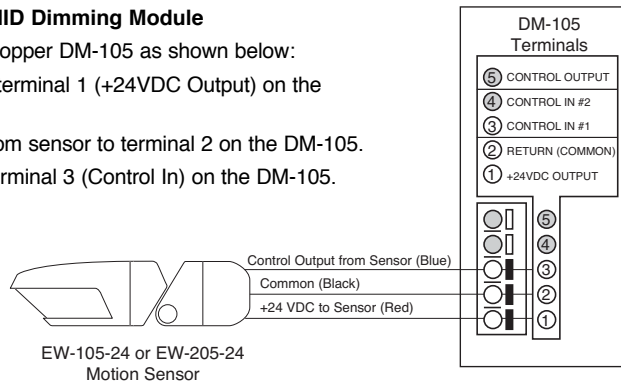 HID Dimming Module
opper DM-105 as shown below:
terminal 1 (+24VDC Output) on the
om sensor to terminal 2 on the DM-105.
rminal 3 (Control In) on the DM-105.
DM-105
Terminals
5 CONTROL OUTPUT
4 CONTROL IN #2
3 CONTROL IN #1
2 RETURN (COMMON)
1 +24VDC OUTPUT
5
4
Control Output from Sensor (Blue) 3
Common (Black) 2
+24 VDC to Sensor (Red) 1
EW-105-24 or EW-205-24
Motion Sensor